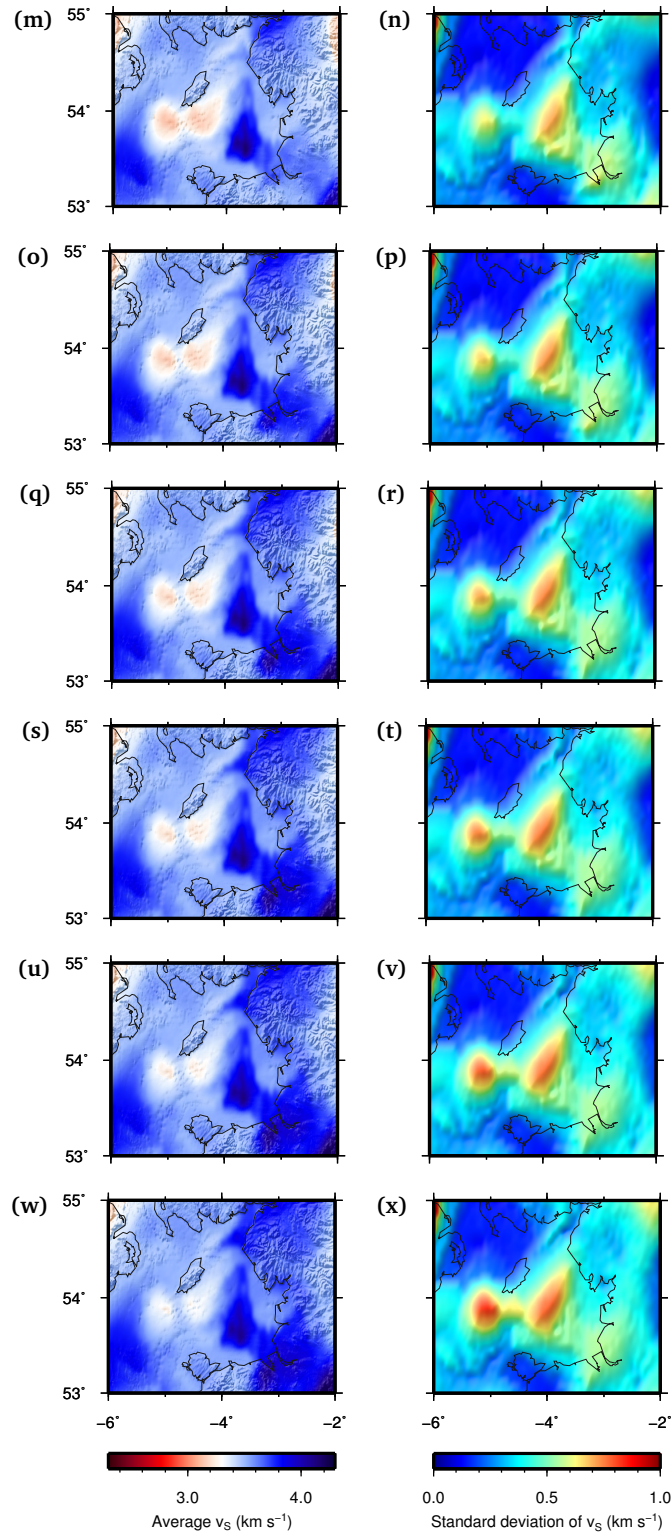 (m) 55˚ (n)
54˚
53˚
(o) 55˚ (p)
54˚
53˚
(q) 55˚ (r)
54˚
53˚
(s) 55˚ (t)
54˚
53˚
(u) 55˚ (v)
54˚
53˚
(w) 55˚ (x)
54˚
53˚
−6˚ −4˚ −2˚ −6˚ −4˚ −2˚
3.0 4.0 0.0 0.5 1.0
Average vS (km s−1) Standard deviation of vS (km s−1)